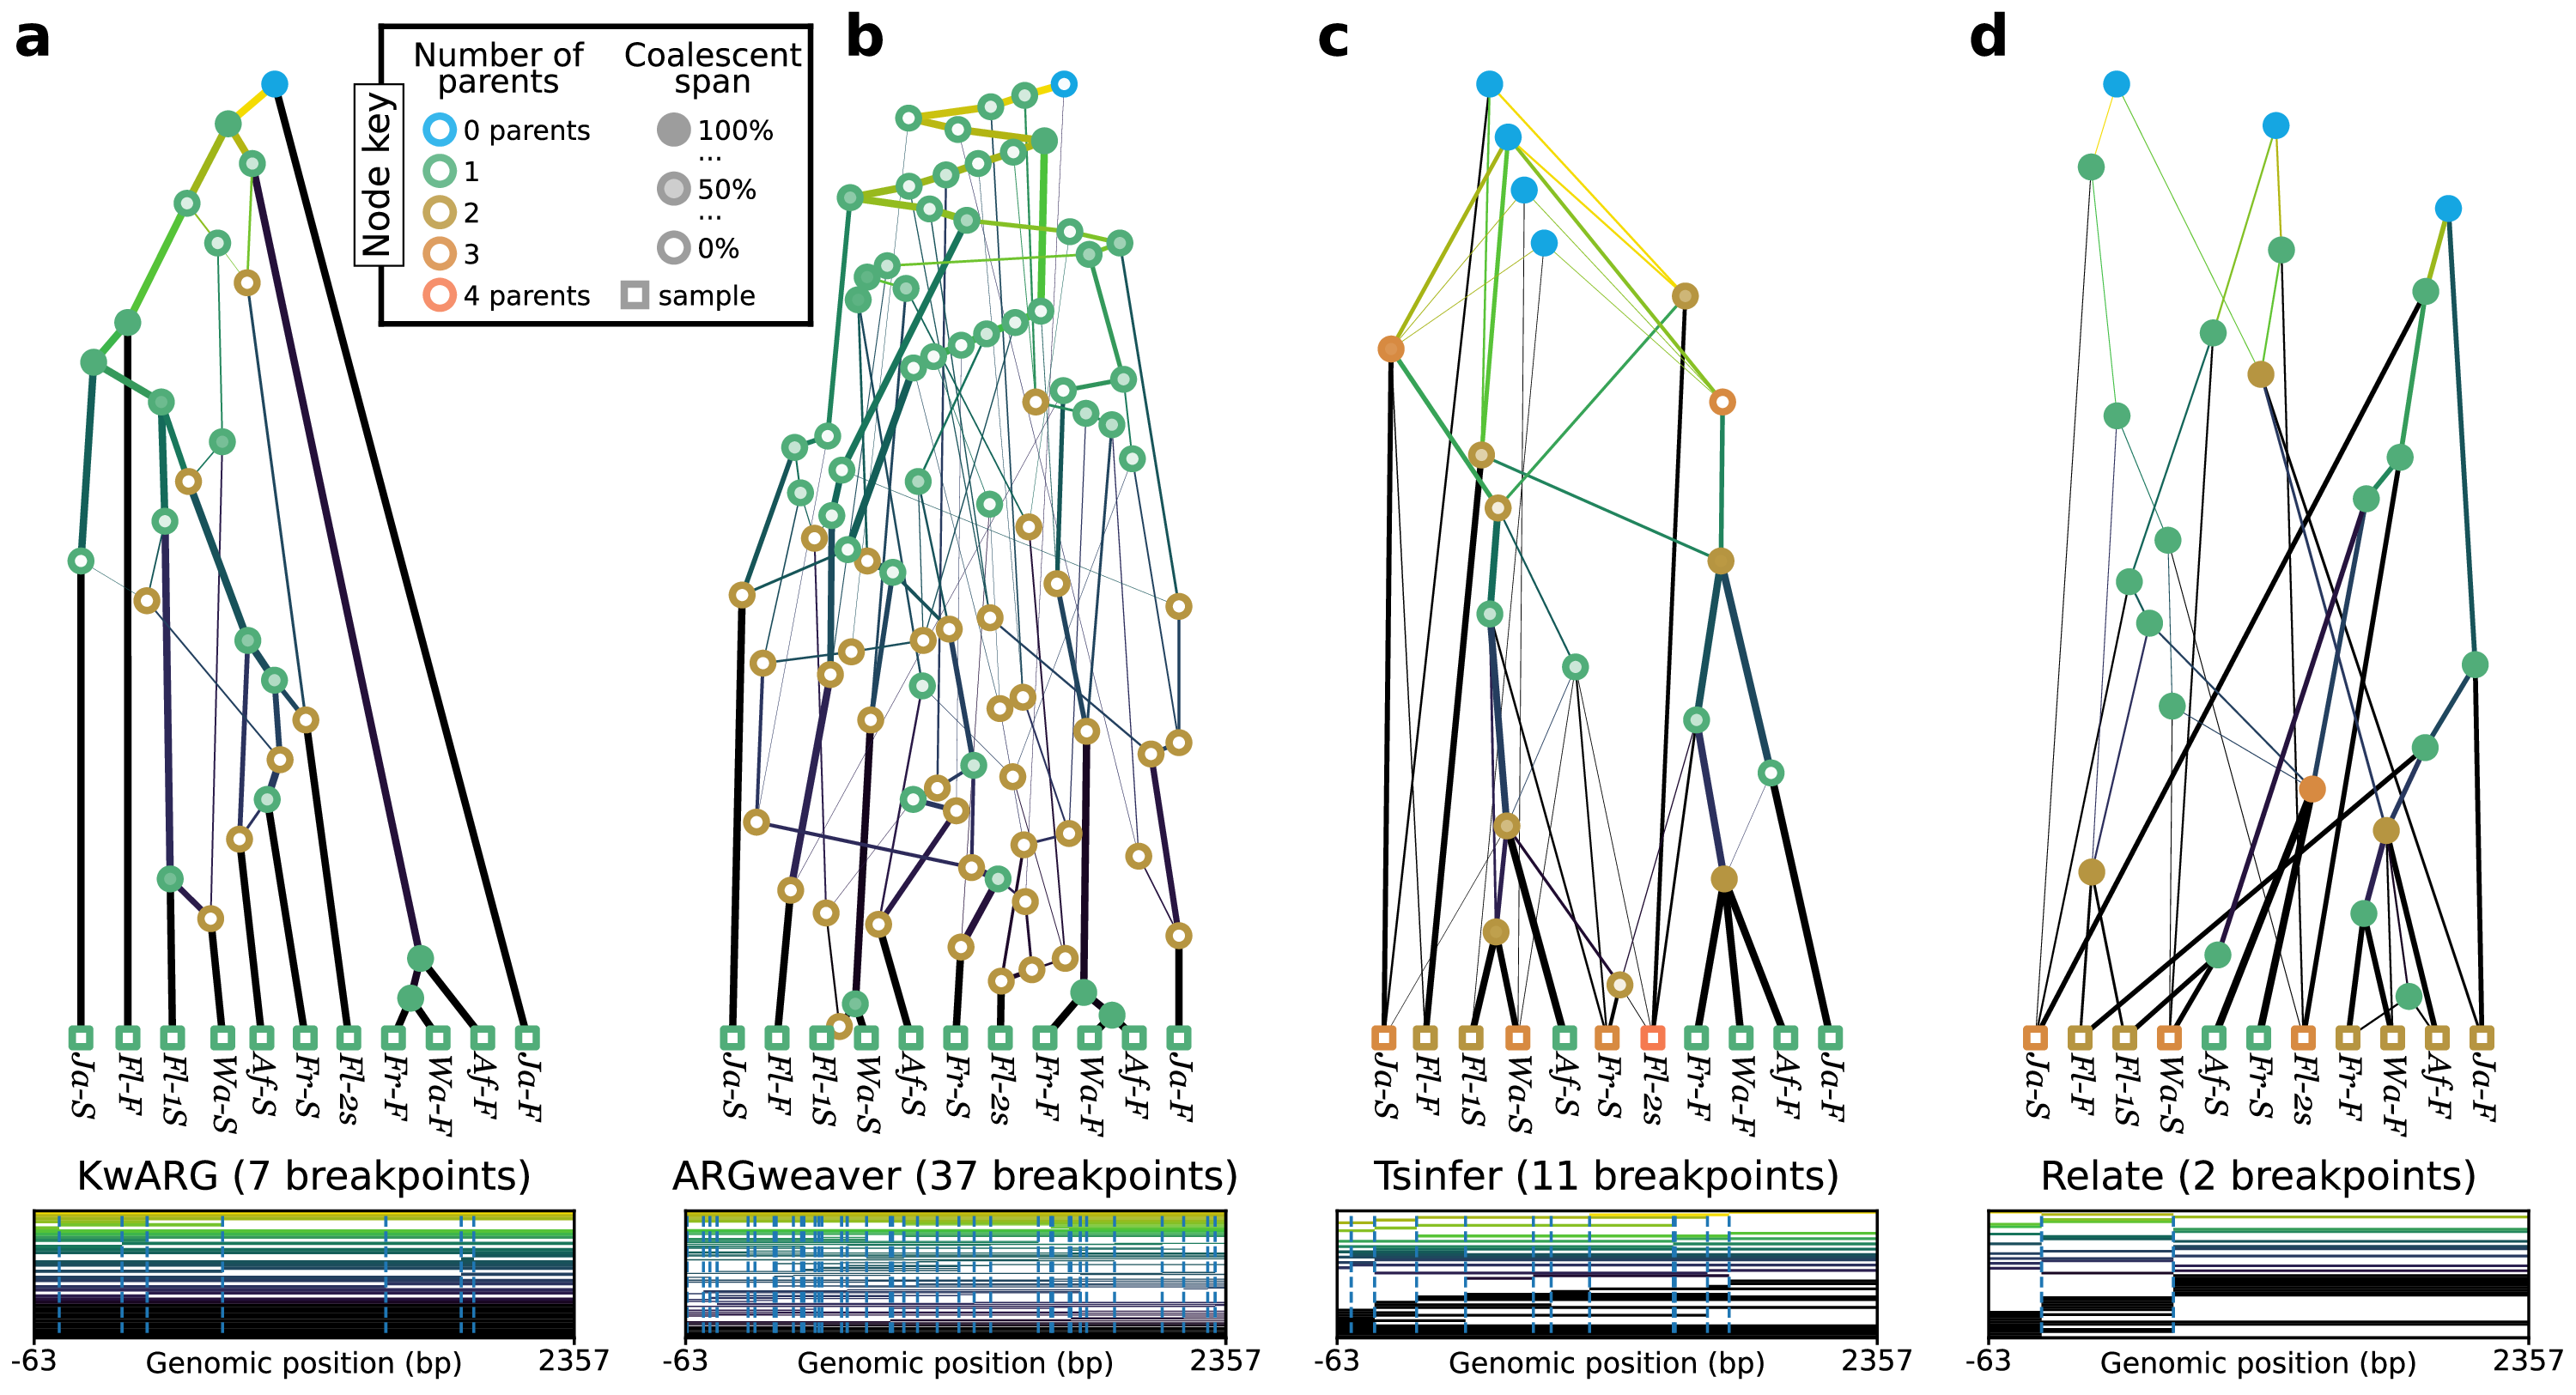 a
Number of
parents
Coalescent
span
Node key
0 parents
1
2
3
4 parents
100%
...
50%
...
0%
sample
b
c
d
Ja-S
Fl-F
Fl-1S
Wa-S
Af-S
Fr-S
Fl-2s
Fr-F
Wa-F
Af-F
Ja-F
Ja-S
Fl-F
Fl-1S
Wa-S
Af-S
Fr-S
Fl-2s
Fr-F
Wa-F
Af-F
Ja-F
Ja-S
Fl-F
Fl-1S
Wa-S
Af-S
Fr-S
Fl-2s
Fr-F
Wa-F
Af-F
Ja-F
Ja-S
Fl-F
Fl-1S
Wa-S
Af-S
Fr-S
Fl-2s
Fr-F
Wa-F
Af-F
Ja-F
KwARG (7 breakpoints)
ARGweaver (37 breakpoints)
Tsinfer (11 breakpoints)
Relate (2 breakpoints)
-63 Genomic position (bp) 2357
-63 Genomic position (bp) 2357
-63 Genomic position (bp) 2357
-63 Genomic position (bp) 2357